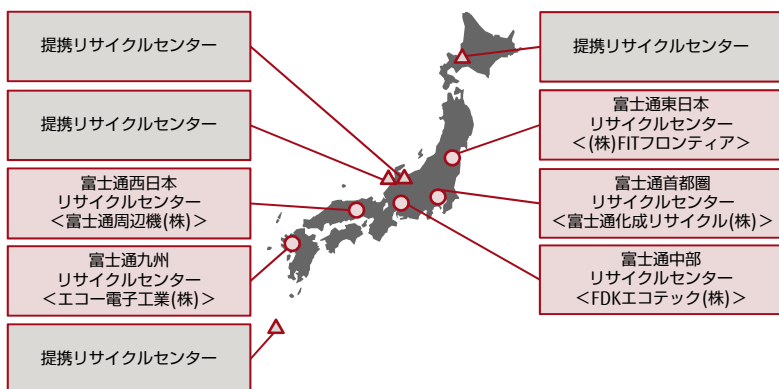 提携リサイクルセンター
提携リサイクルセンター
富士通西日本
リサイクルセンター
＜富士通周辺機(株)＞
富士通九州
リサイクルセンター
＜エコー電子工業(株)＞
提携リサイクルセンター
提携リサイクルセンター
富士通東日本
リサイクルセンター
＜(株)FITフロンティア＞
富士通首都圏
リサイクルセンター
＜富士通化成リサイクル(株)＞
富士通中部
リサイクルセンター
＜FDKエコテック(株)＞